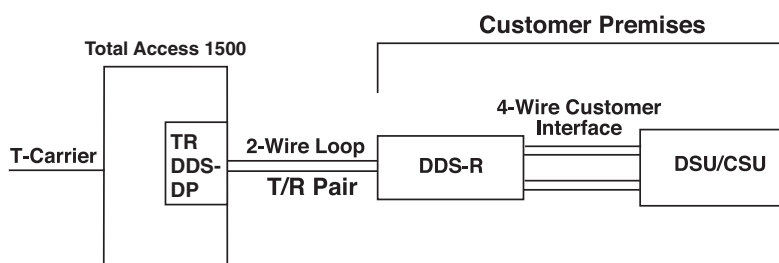 Customer Premises
Total Access 1500
4-Wire Customer
Interface
T-Carrier
TR
DDS-
DP
2-Wire Loop
T/R Pair
DDS-R
DSU/CSU